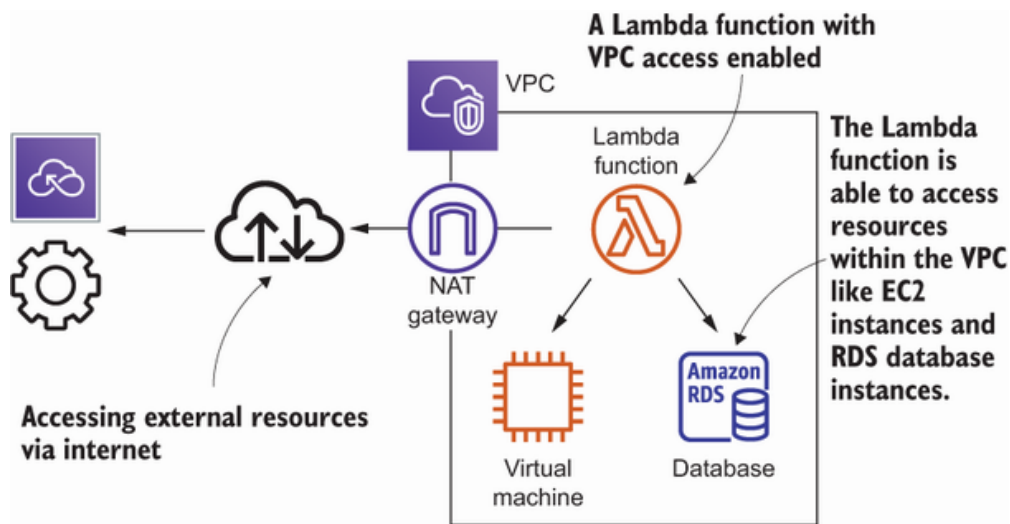 A Lambda function with
VPC access enabled
VPC
Lambda
function
The Lambda
function is
able to access
resources
within the VPC
like EC2
instances and
RDS database
instances.
NAT
gateway
Amazon
RDS
Accessing external resources
via internet
Virtual
machine
Database